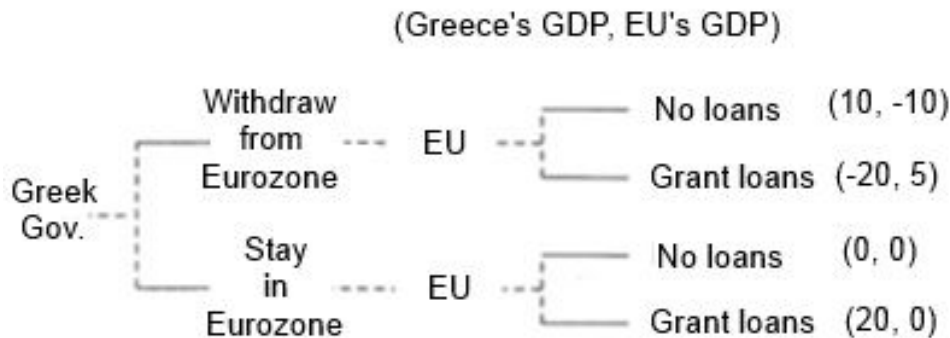 (Greece's GDP, EU's GDP)
Withdraw
from
Eurozone
EU
No loans (10, -10)
Grant loans (-20, 5)
Greek
Gov.
Stay
in
Eurozone
EU
No loans (0, 0)
Grant loans (20, 0)